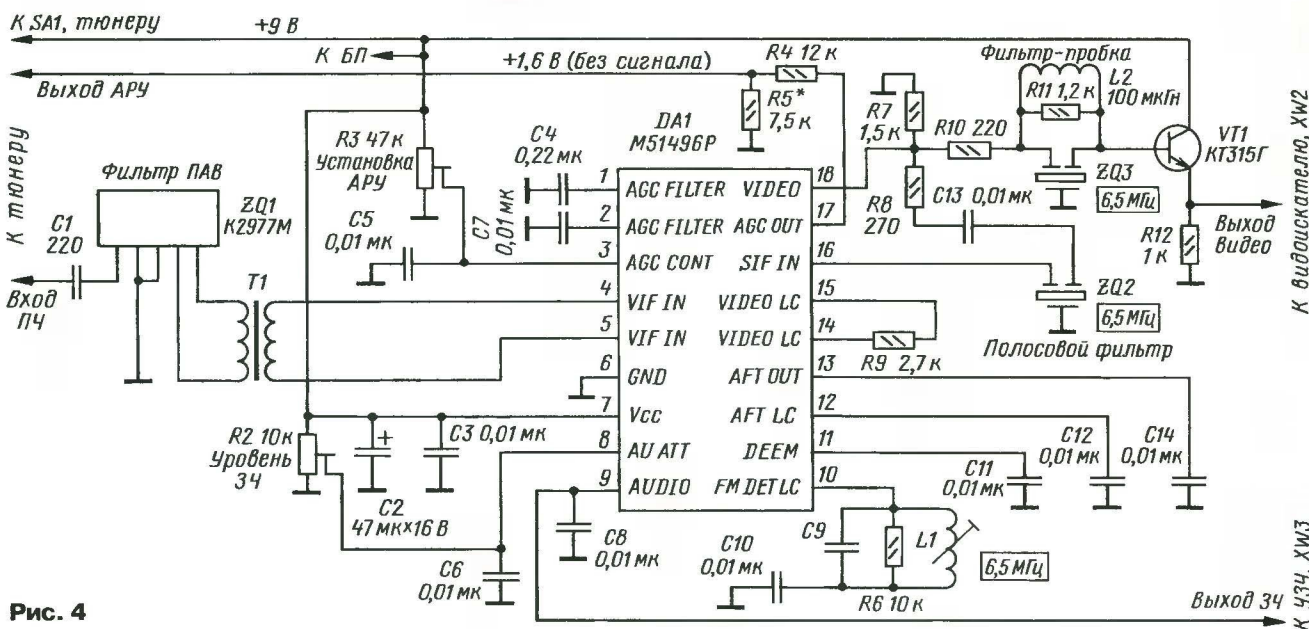 К SA1, тюнеру
+9 В
К БП
+1,6 В (без сигнала)
Выход АРУ
R4 12 к
R5*
7,5 к
Фильтр-пробка
L2
100 мкГн
R11 1,2 к
R7
1,5 к
R10 220
VT1
КТ315Г
ZQ3
6,5 МГц
К видоискателю, XW2
К тюнеру
Фильтр ПАВ
ZQ1
К2977М
C1
220
Вход
ПЧ
T1
R3 47 к
Установка
АРУ
C4
0,22 мк
C5
0,01 мк
C7
0,01 мк
DA1
M51496P
1
AGC FILTER
2
AGC FILTER
3
AGC CONT
4
VIF IN
5
VIF IN
6
GND
7
Vcc
8
AU ATT
9
AUDIO
VIDEO
18
AGC OUT
17
SIF IN
16
VIDEO LC
15
VIDEO LC
14
AFT OUT
13
AFT LC
12
DEEM
11
FM DET LC
10
R8
270
C13 0,01 мк
R12
1 к
Выход
Видео
ZQ2
6,5 МГц
Полосовой фильтр
R9 2,7 к
R2 10 к
Уровень
ЗЧ
+
C2
47 мк×16 В
C3 0,01 мк
C6
0,01 мк
C8
0,01 мк
C11
0,01 мк
C12
0,01 мк
C14
0,01 мк
C10
0,01 мк
C9
L1
6,5 МГц
R6 10 к
Выход ЗЧ
К УЗЧ, XW3
Рис. 4